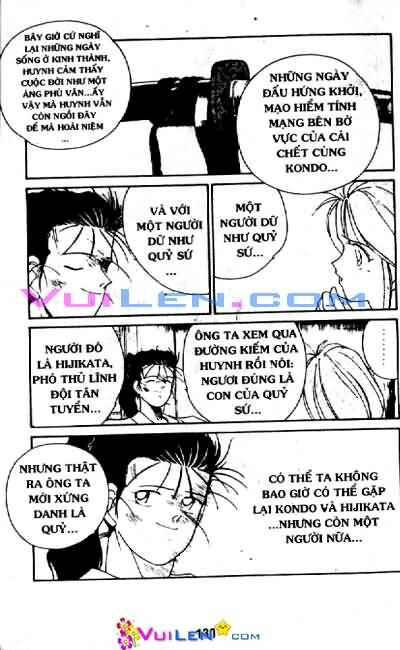 BÂY GIỜ CỨ NGHĨ
LẠI NHỮNG NGÀY
SỐNG Ở KINH THÀNH,
HUYNH CẢM THẤY
CUỘC ĐỜI NHƯ MỘT
ÁNG PHÙ VÂN...ẤY
VẬY MÀ HUYNH VẪN
CÒN NGỒI ĐÂY
ĐỂ MÀ HOÀI NIỆM
...
NHỮNG NGÀY
ĐẤU HỨNG KHỞI,
MẠO HIỂM TÍNH
MẠNG BÊN BỜ
VỰC CỦA CÁI
CHẾT CÙNG
KONDO...
MỘT
NGƯỜI DỮ
NHƯ QUỶ
SỨ...
VÀ VỚI
MỘT NGƯỜI
DỮ NHƯ
QUỶ SỨ
...
VUILEN.COM
...
ÔNG TA XEM QUA
ĐƯỜNG KIẾM CỦA
HUYNH RỒI NÓI:
NGƯƠI ĐÚNG LÀ
CON CỦA QUỶ
SỨ...
NGƯỜI ĐÓ
LÀ HIJIKATA,
PHÓ THỦ LĨNH
ĐỘI TÂN
TUYỂN...
NHƯNG THẬT
RA ÔNG TA
MỚI XỨNG
DANH LÀ
QUỶ...
CÓ THỂ TA KHÔNG
BAO GIỜ CÓ THỂ GẶP
LẠI KONDO VÀ HIJIKATA
...NHƯNG CÒN MỘT
NGƯỜI NỮA...
130
VUILEN.COM